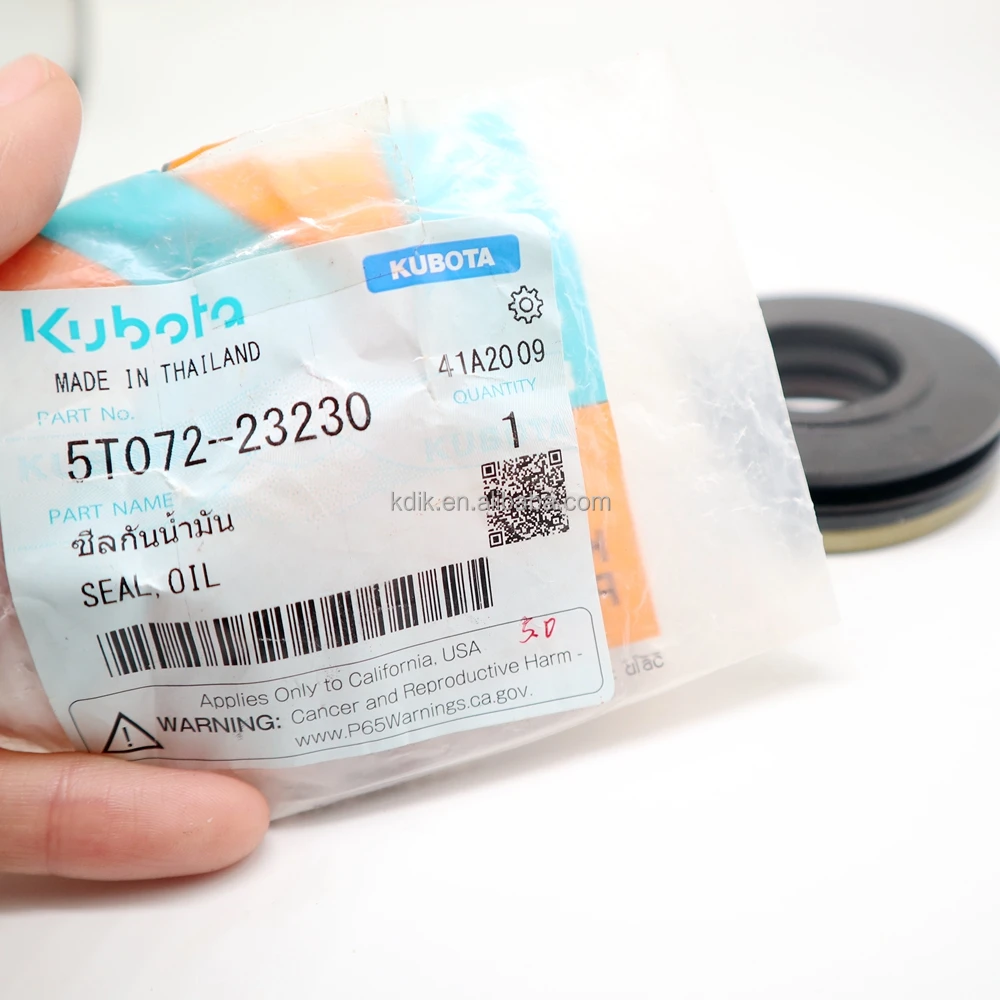 KUBOTA
Kubota
MADE IN THAILAND
41A2009
PART No.
QUANTITY
5T072-23230
1
KUBOTA
PART NAME
kdik.en.alibaba.com
ซีลกันน้ำมัน
SEAL, OIL
5.0
Applies Only to California, USA
WARNING: Cancer and Reproductive Harm -
www.P65Warnings.ca.gov.